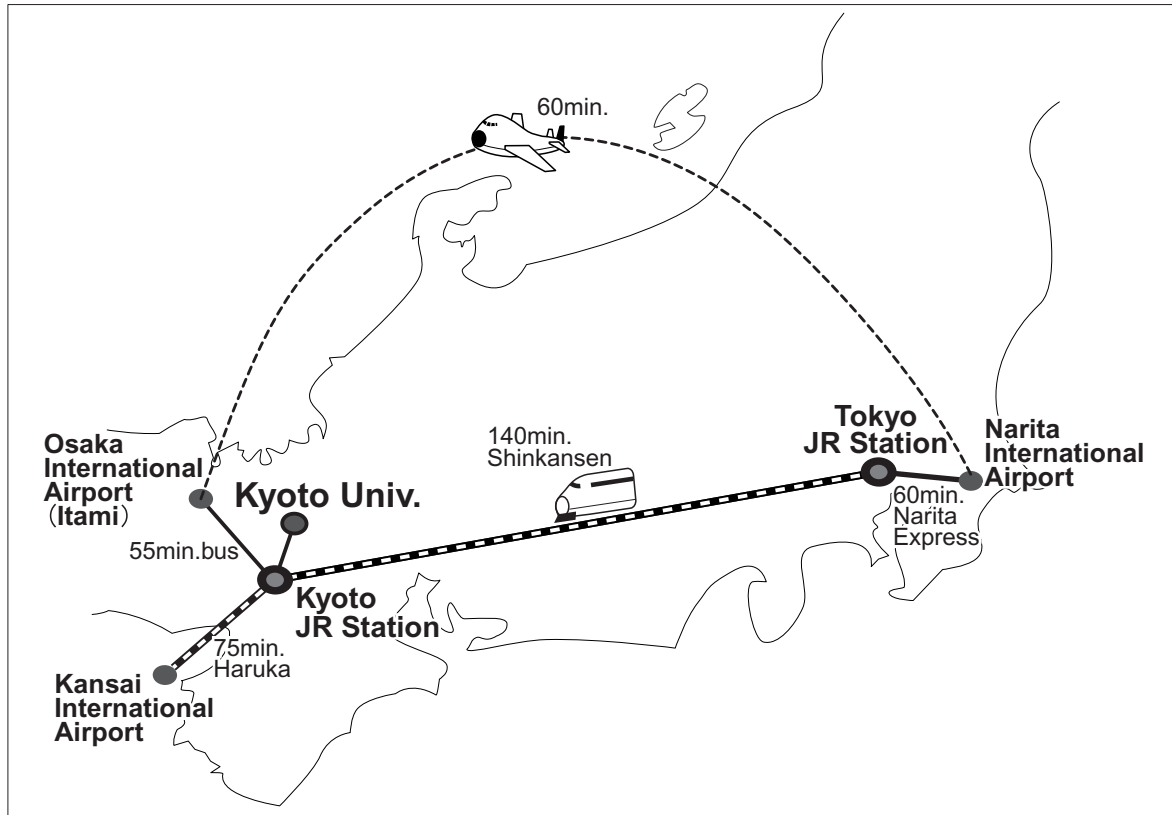 60min.
Osaka
International
Airport
（Itami）
Kyoto Univ.
55min.bus
Kyoto
JR Station
75min.
Haruka
Kansai
International
Airport
140min.
Shinkansen
Tokyo
JR Station
60min.
Narita
Express
Narita
International
Airport